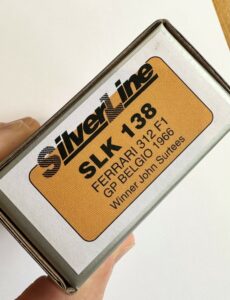 SilverLine
SLK 138
FERRARI 312 F1
GP BELGIO 1966
Winner John Surtees